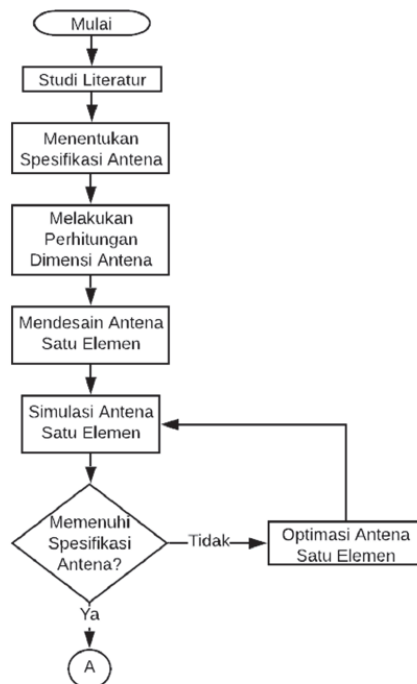 Mulai
Studi Literatur
Menentukan
Spesifikasi Antena
Melakukan
Perhitungan
Dimensi Antena
Mendesain Antena
Satu Elemen
Simulasi Antena
Satu Elemen
Memenuhi
Spesifikasi
Antena?
Tidak
Optimasi Antena
Satu Elemen
Ya
A